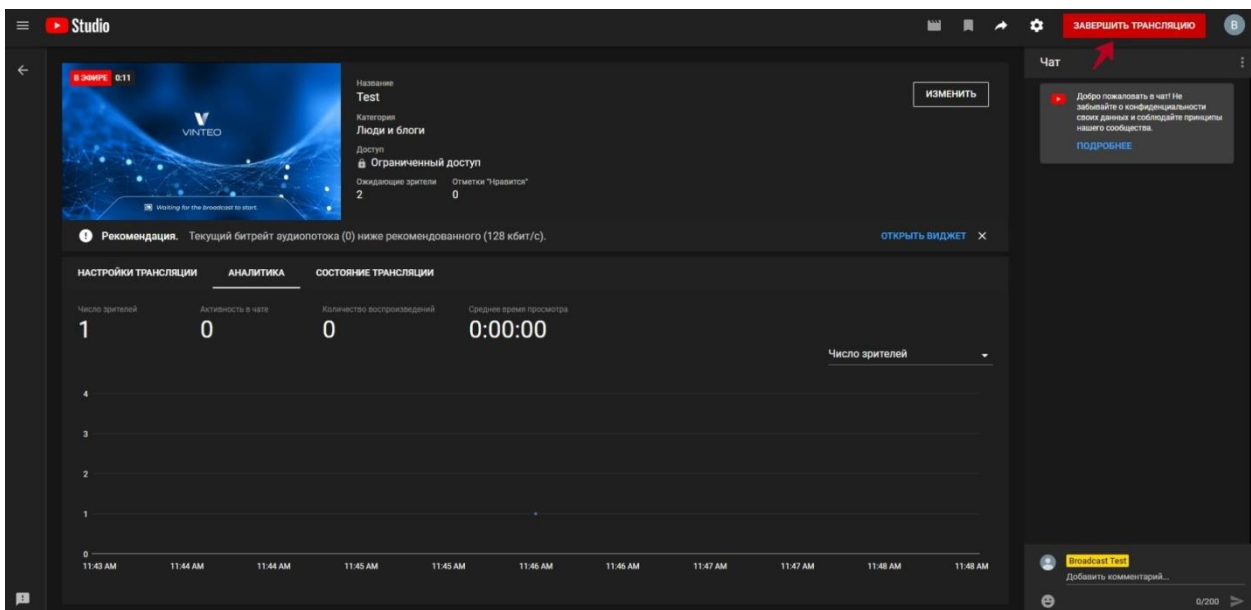 Studio
ЗАВЕРШИТЬ ТРАНСЛЯЦИЮ
B
В ЭФИРЕ 0:11
VINTEO
Waiting for the broadcast to start.
Название
Test
Категория
Люди и блоги
Доступ
Ограниченный доступ
Ожидающие зрители Отметки "Нравится"
2 0
ИЗМЕНИТЬ
Рекомендация. Текущий битрейт аудиопотока (0) ниже рекомендованного (128 кбит/с).
ОТКРЫТЬ ВИДЖЕТ
НАСТРОЙКИ ТРАНСЛЯЦИИ АНАЛИТИКА СОСТОЯНИЕ ТРАНСЛЯЦИИ
Число зрителей Активность в чате Количество воспроизведений Среднее время просмотра
1 0 0 0:00:00
Число зрителей
4
3
2
1
0
11:43 AM 11:44 AM 11:44 AM 11:45 AM 11:45 AM 11:46 AM 11:46 AM 11:47 AM 11:47 AM 11:48 AM 11:48 AM
Чат
Добро пожаловать в чат! Не
забывайте о конфиденциальности
своих данных и соблюдайте принципы
нашего сообщества.
ПОДРОБНЕЕ
Broadcast Test
Добавить комментарий...
0/200